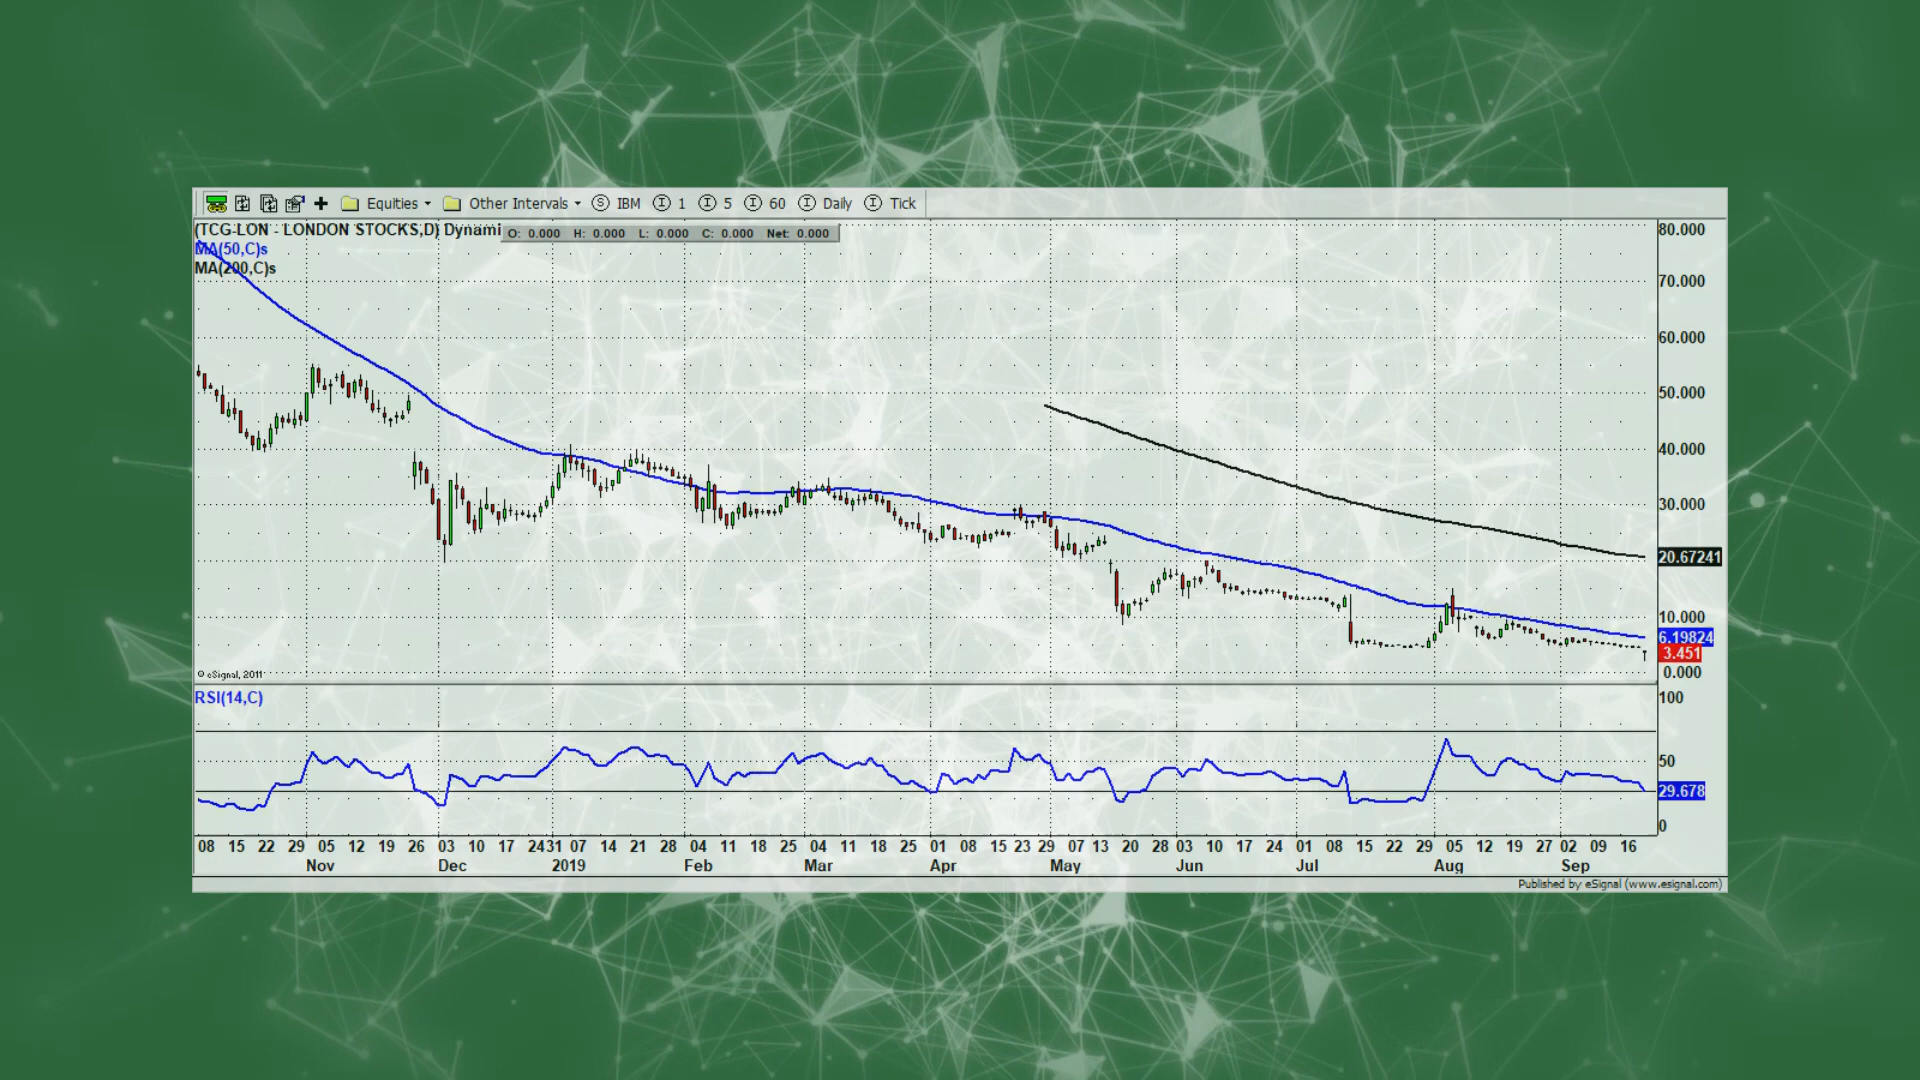 Equities Other Intervals IBM 1 5 60 Daily Tick
(TCG-LON - LONDON STOCKS,D) Dynami O: 0.000 H: 0.000 L: 0.000 C: 0.000 Net: 0.000
MA(50,C)s
MA(200,C)s
80.000
70.000
60.000
50.000
40.000
30.000
20.67241
10.000
6.19824
3.451
0.000
© eSignal, 2011
RSI(14,C)
100
50
29.678
0
08 15 22 29 05 12 19 26 03 10 17 24 31 07 14 21 28 04 11 18 25 04 11 18 25 01 08 15 23 29 07 13 20 28 03 10 17 24 01 08 15 22 29 05 12 19 27 02 09 16
Nov Dec 2019 Feb Mar Apr May Jun Jul Aug Sep
Published by eSignal (www.esignal.com)